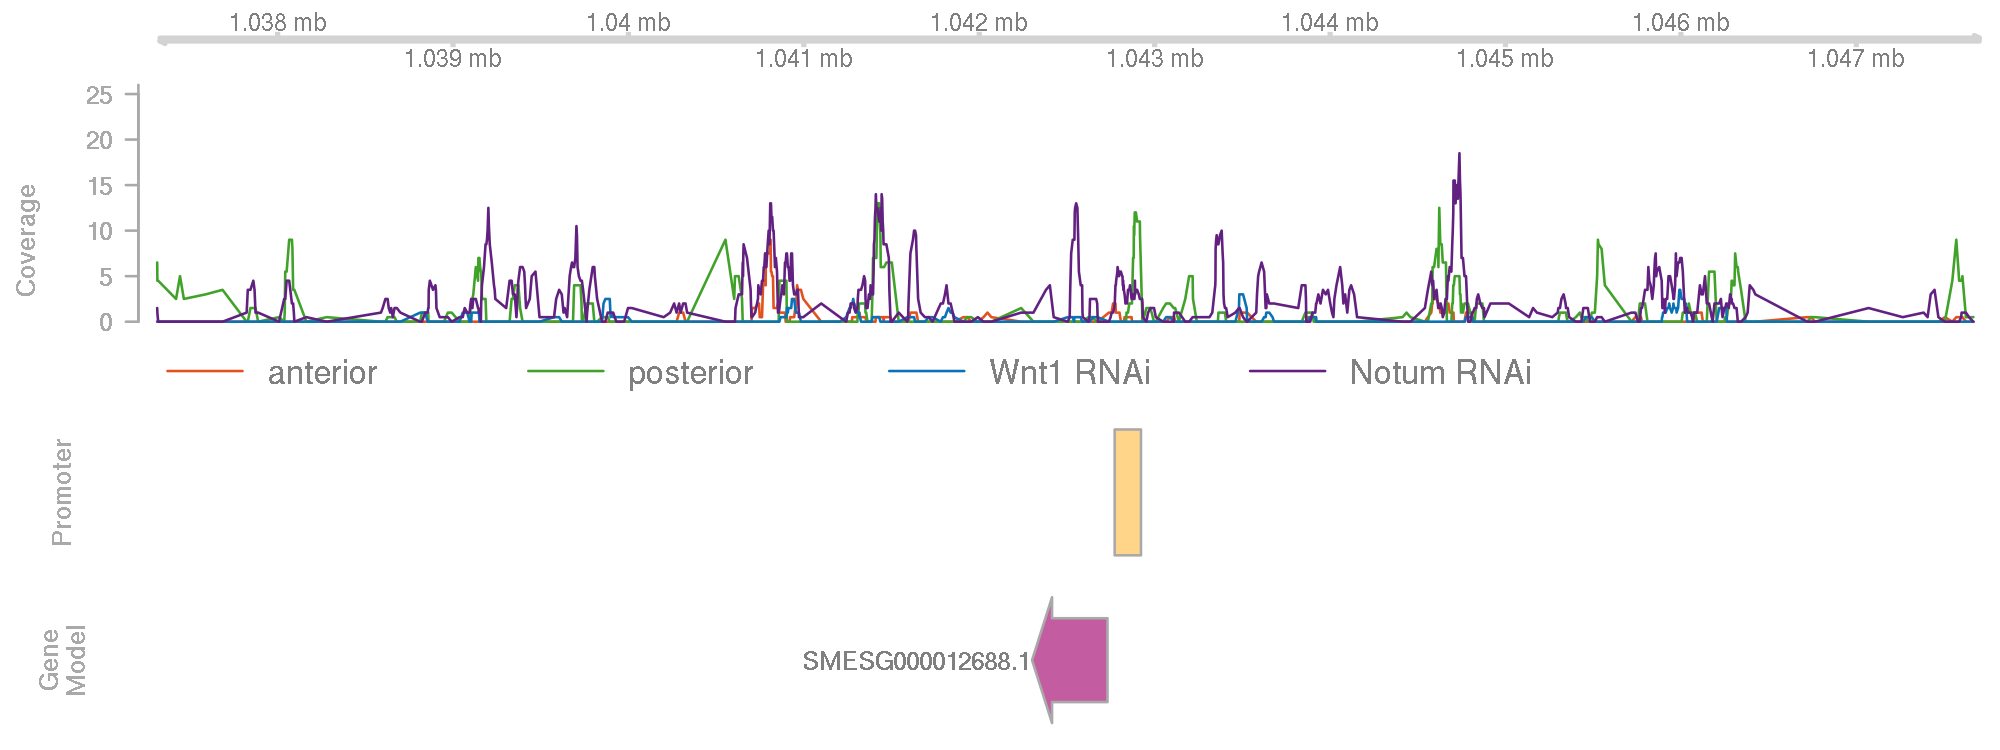 1.038 mb 1.04 mb 1.042 mb 1.044 mb 1.046 mb
1.039 mb 1.041 mb 1.043 mb 1.045 mb 1.047 mb
Coverage
25
20
15
10
5
0
anterior posterior Wnt1 RNAi Notum RNAi
Promoter
Gene
Model
SMESG000012688.1